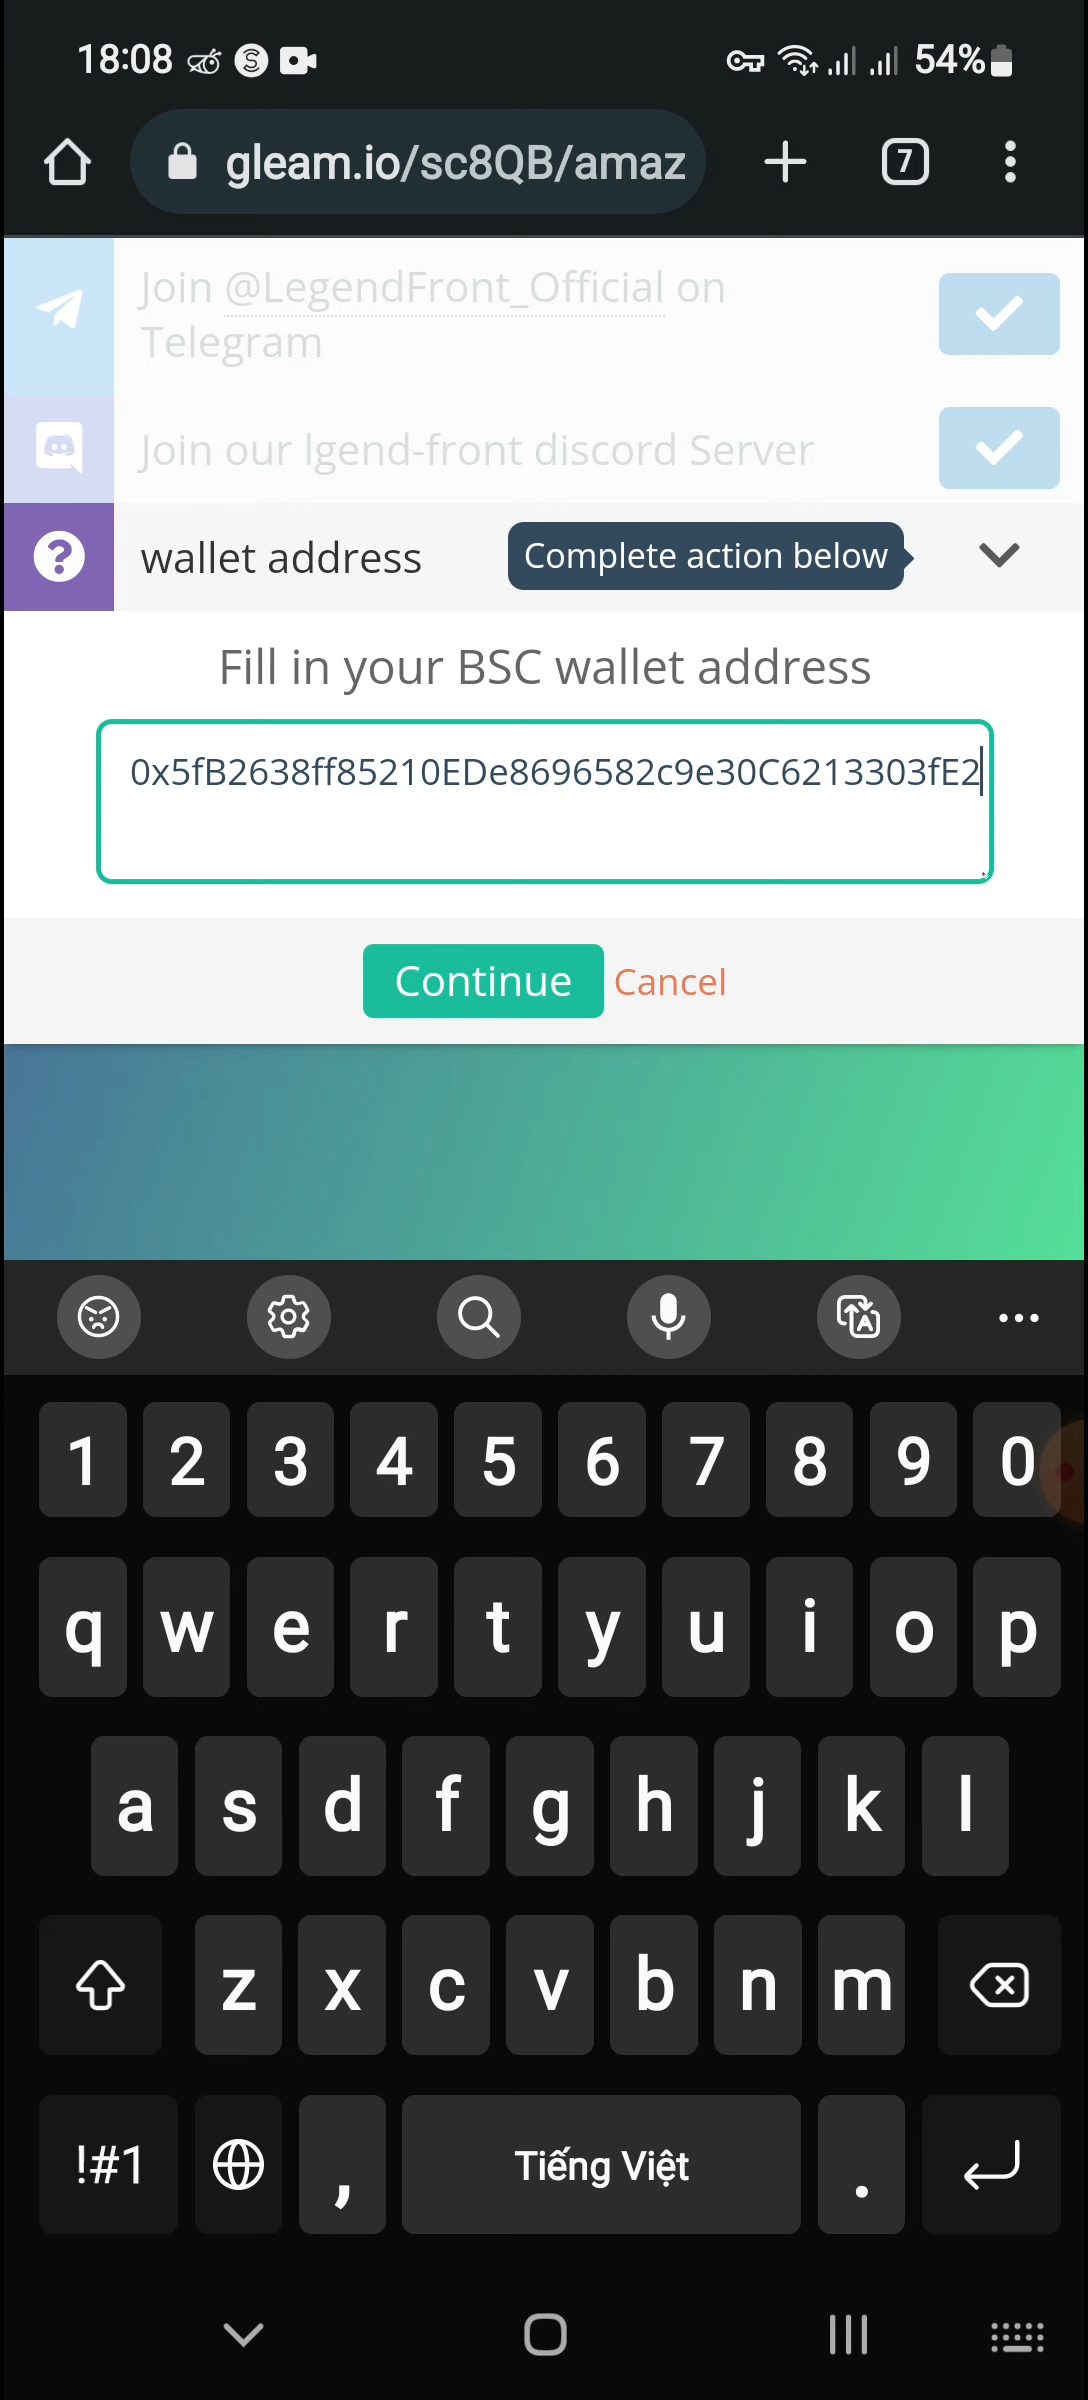 18:08
54%
gleam.io/sc8QB/amaz
7
Join @LegendFront_Official on
Telegram
Join our lgend-front discord Server
wallet address
Complete action below
Fill in your BSC wallet address
0x5fB2638ff85210EDe8696582c9e30C6213303fE2
Continue Cancel
1 2 3 4 5 6 7 8 9 0
q w e r t y u i o p
a s d f g h j k l
z x c v b n m
!#1 , Tiếng Việt .